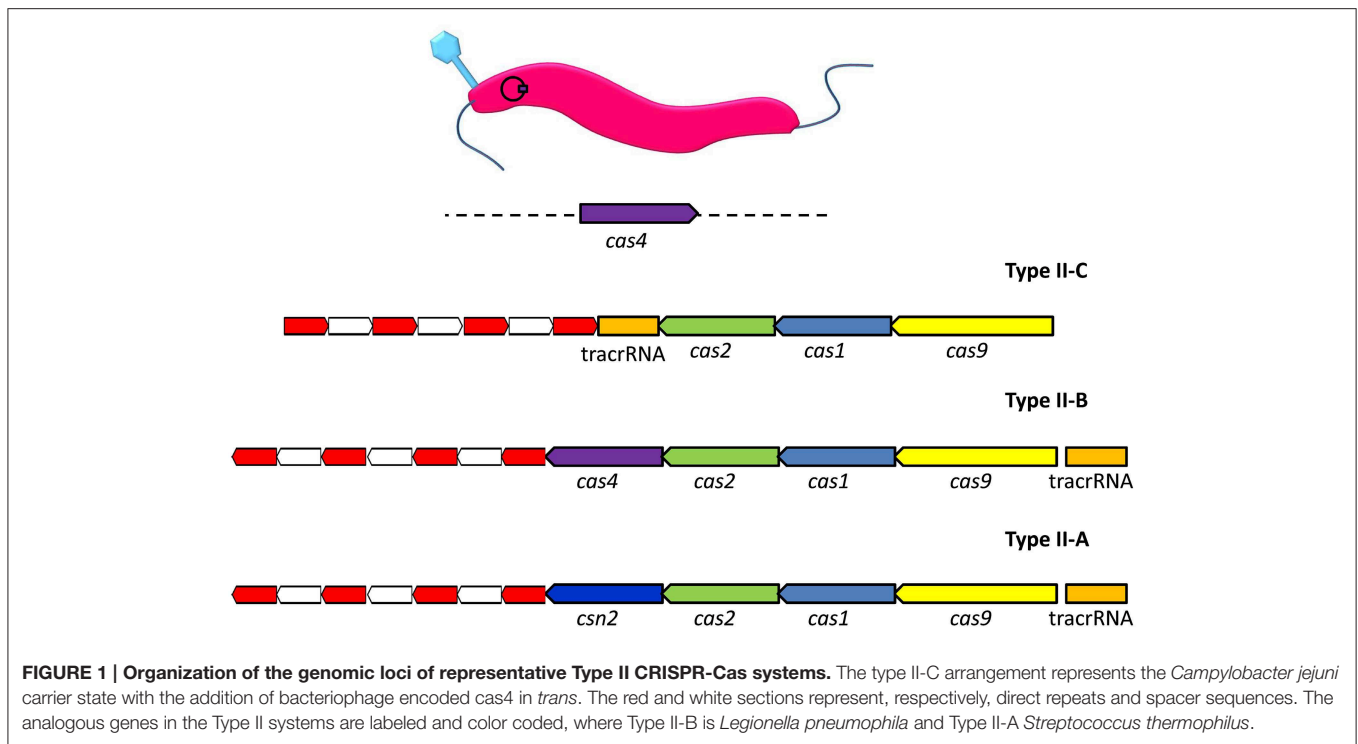 cas4
Type II-C
tracrRNA cas2 cas1 cas9
Type II-B
cas4 cas2 cas1 cas9 tracrRNA
Type II-A
csn2 cas2 cas1 cas9 tracrRNA
FIGURE 1 | Organization of the genomic loci of representative Type II CRISPR-Cas systems. The type II-C arrangement represents the Campylobacter jejuni
carrier state with the addition of bacteriophage encoded cas4 in trans. The red and white sections represent, respectively, direct repeats and spacer sequences. The
analogous genes in the Type II systems are labeled and color coded, where Type II-B is Legionella pneumophila and Type II-A Streptococcus thermophilus.